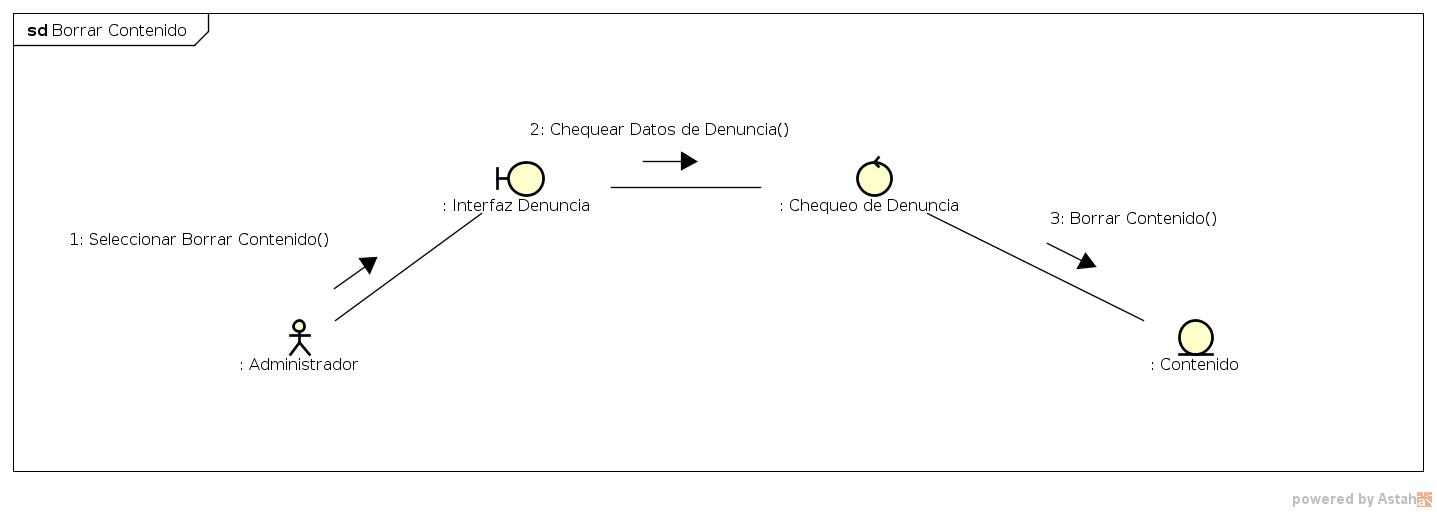 sd Borrar Contenido
2: Chequear Datos de Denuncia()
: Interfaz Denuncia
: Chequeo de Denuncia
3: Borrar Contenido()
1: Seleccionar Borrar Contenido()
: Administrador
: Contenido
powered by Astah